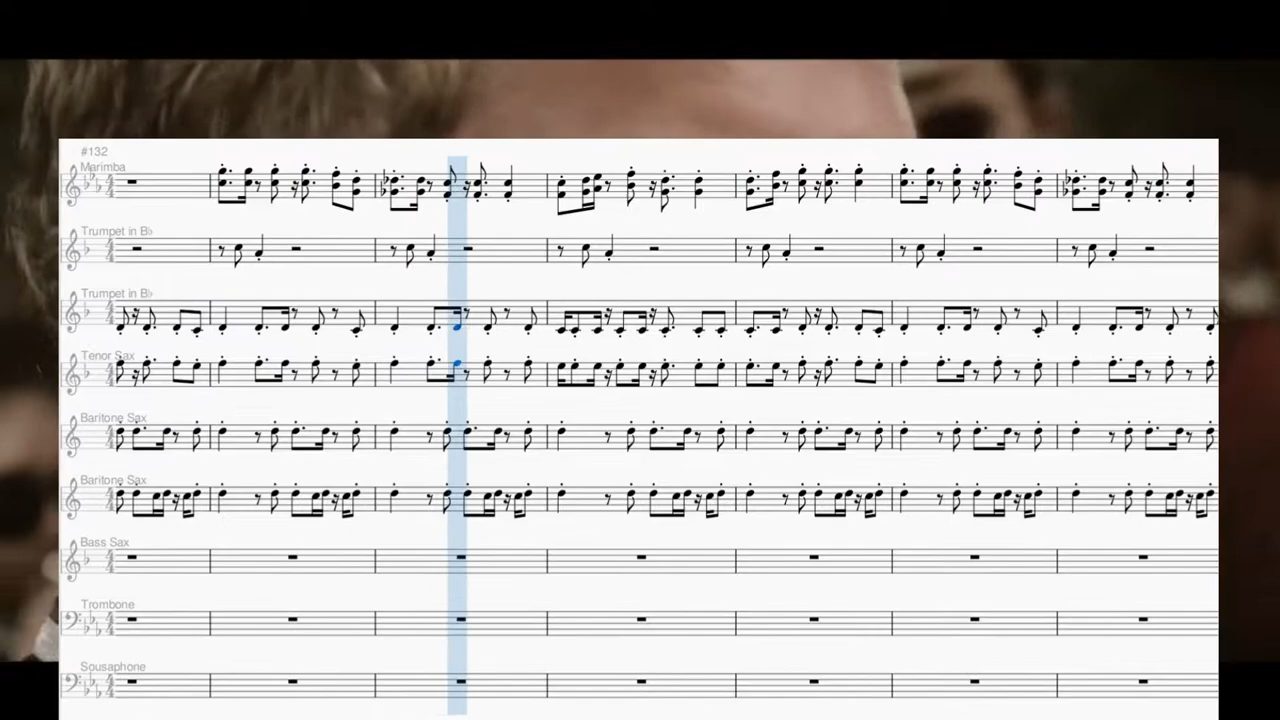 #132
Marimba
Trumpet in B♭
Trumpet in B♭
Tenor Sax
Baritone Sax
Baritone Sax
Bass Sax
Trombone
Sousaphone